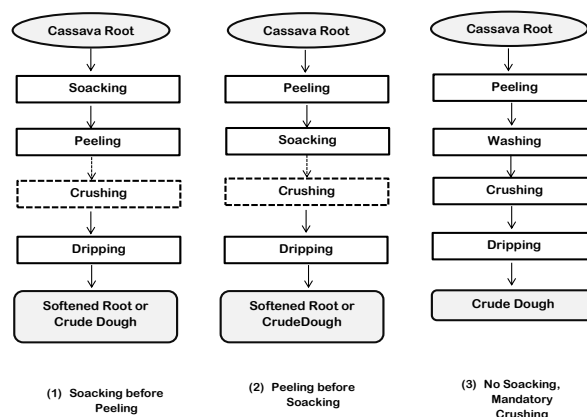 Cassava Root
Soacking
Peeling
Crushing
Dripping
Softened Root or
Crude Dough
(1) Soacking before
Peeling
Cassava Root
Peeling
Soacking
Crushing
Dripping
Softened Root or
CrudeDough
(2) Peeling before
Soacking
Cassava Root
Peeling
Washing
Crushing
Dripping
Crude Dough
(3) No Soacking,
Mandatory
Crushing